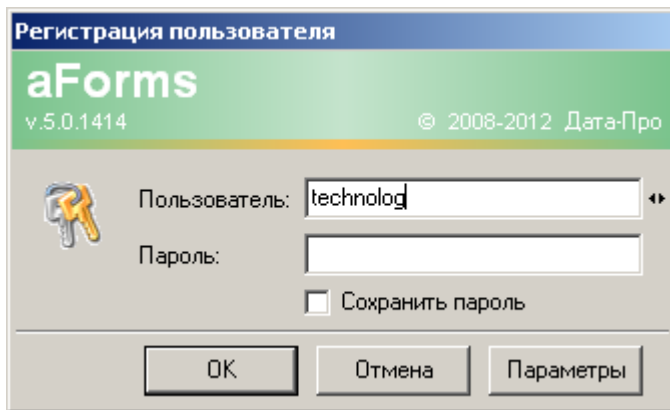 Регистрация пользователя
aForms
v.5.0.1414 © 2008-2012 Дата-Про
Пользователь: technolog
Пароль:
Сохранить пароль
OK Отмена Параметры